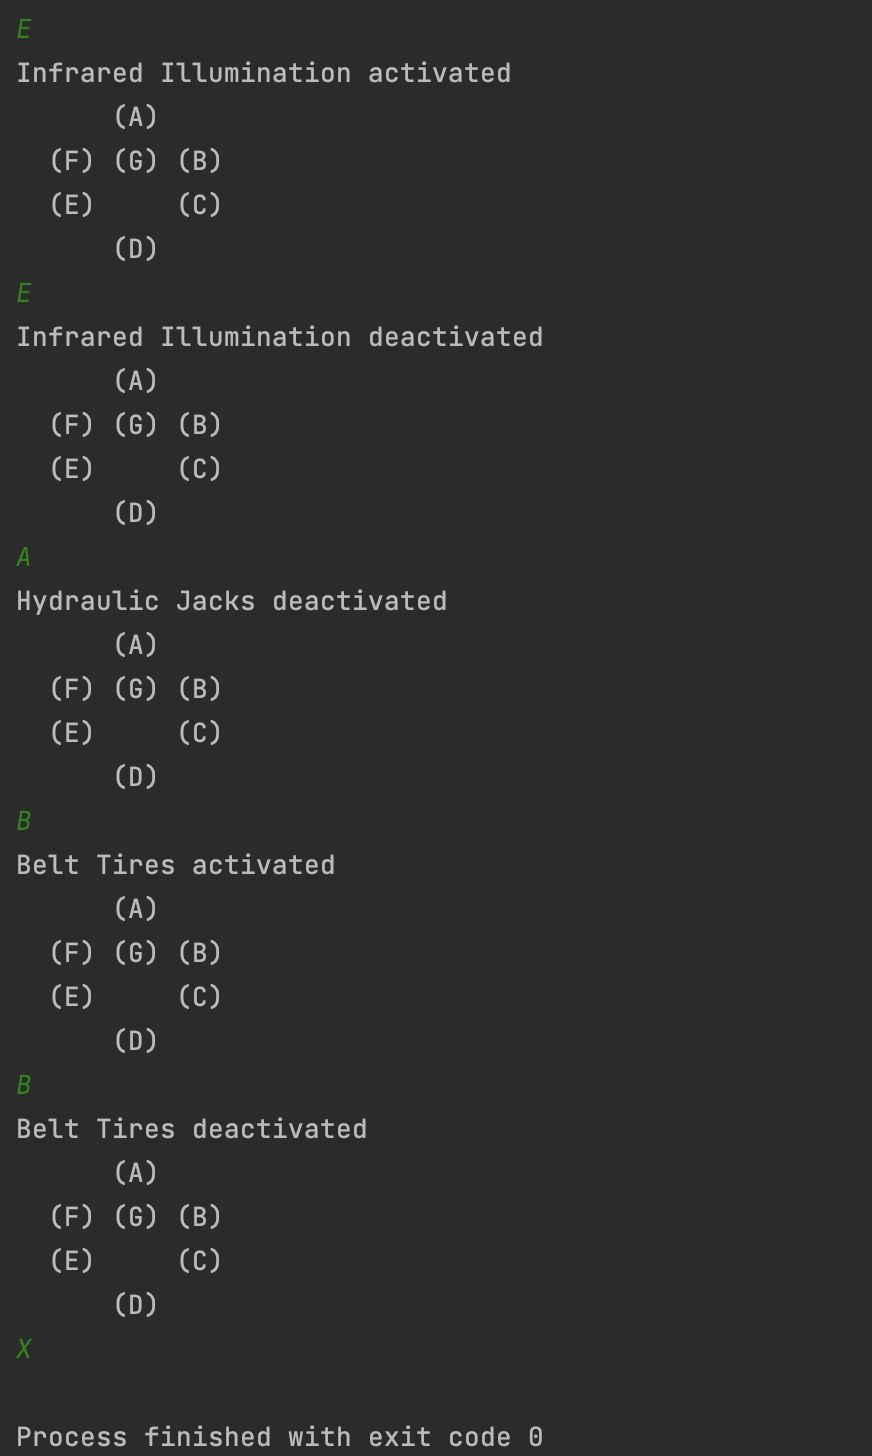 E
Infrared Illumination activated
      (A)
  (F) (G) (B)
  (E)     (C)
      (D)
E
Infrared Illumination deactivated
      (A)
  (F) (G) (B)
  (E)     (C)
      (D)
A
Hydraulic Jacks deactivated
      (A)
  (F) (G) (B)
  (E)     (C)
      (D)
B
Belt Tires activated
      (A)
  (F) (G) (B)
  (E)     (C)
      (D)
B
Belt Tires deactivated
      (A)
  (F) (G) (B)
  (E)     (C)
      (D)
X
Process finished with exit code 0